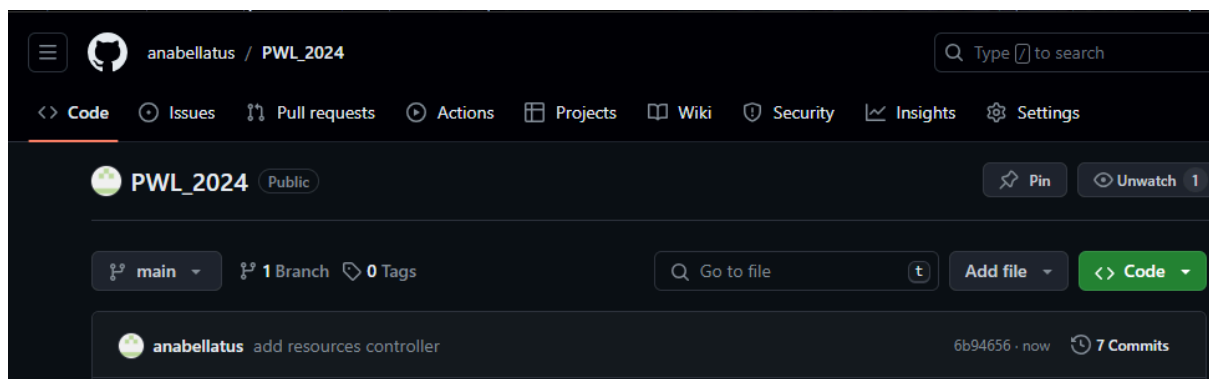 anabellatus / PWL_2024
Type / to search
<> Code Issues Pull requests Actions Projects Wiki Security Insights Settings
PWL_2024 Public
Pin Unwatch 1
main 1 Branch 0 Tags Go to file t Add file <> Code
anabellatus add resources controller 6b94656 · now 7 Commits